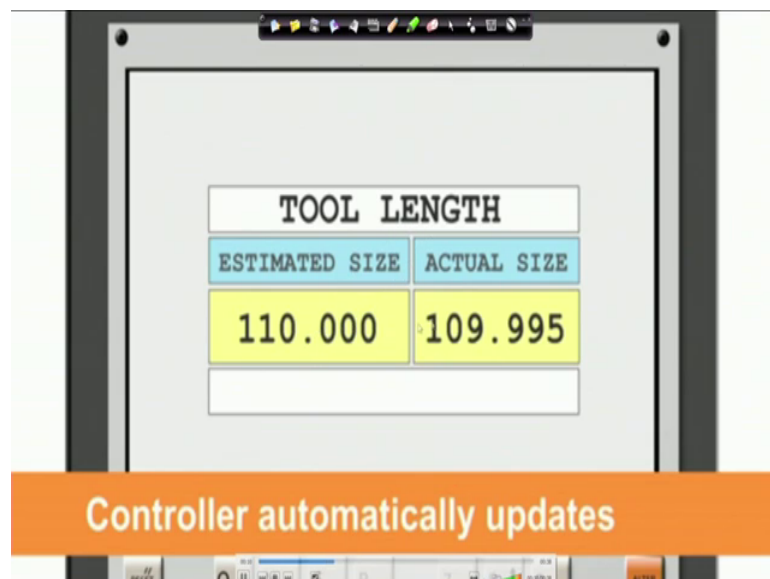 TOOL LENGTH
ESTIMATED SIZE ACTUAL SIZE
110.000 109.995
Controller automatically updates